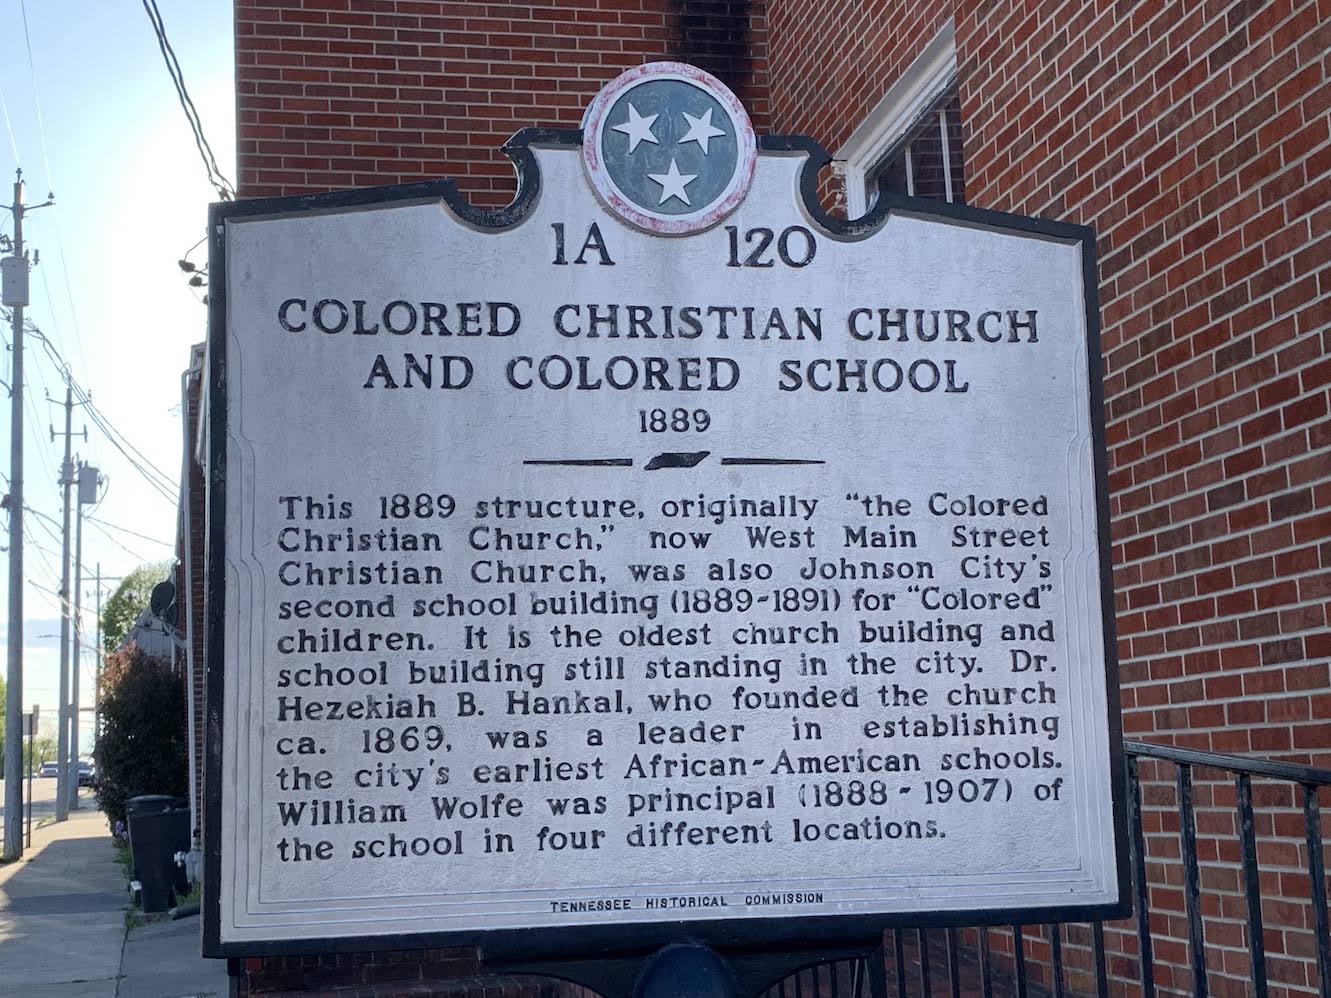 1A 120
COLORED CHRISTIAN CHURCH
AND COLORED SCHOOL
1889
This 1889 structure, originally “the Colored
Christian Church,” now West Main Street
Christian Church, was also Johnson City's
second school building (1889-1891) for “Colored”
children. It is the oldest church building and
school building still standing in the city. Dr.
Hezekiah B. Hankal, who founded the church
ca. 1869, was a leader in establishing
the city's earliest African-American schools.
William Wolfe was principal (1888 - 1907) of
the school in four different locations.
TENNESSEE HISTORICAL COMMISSION